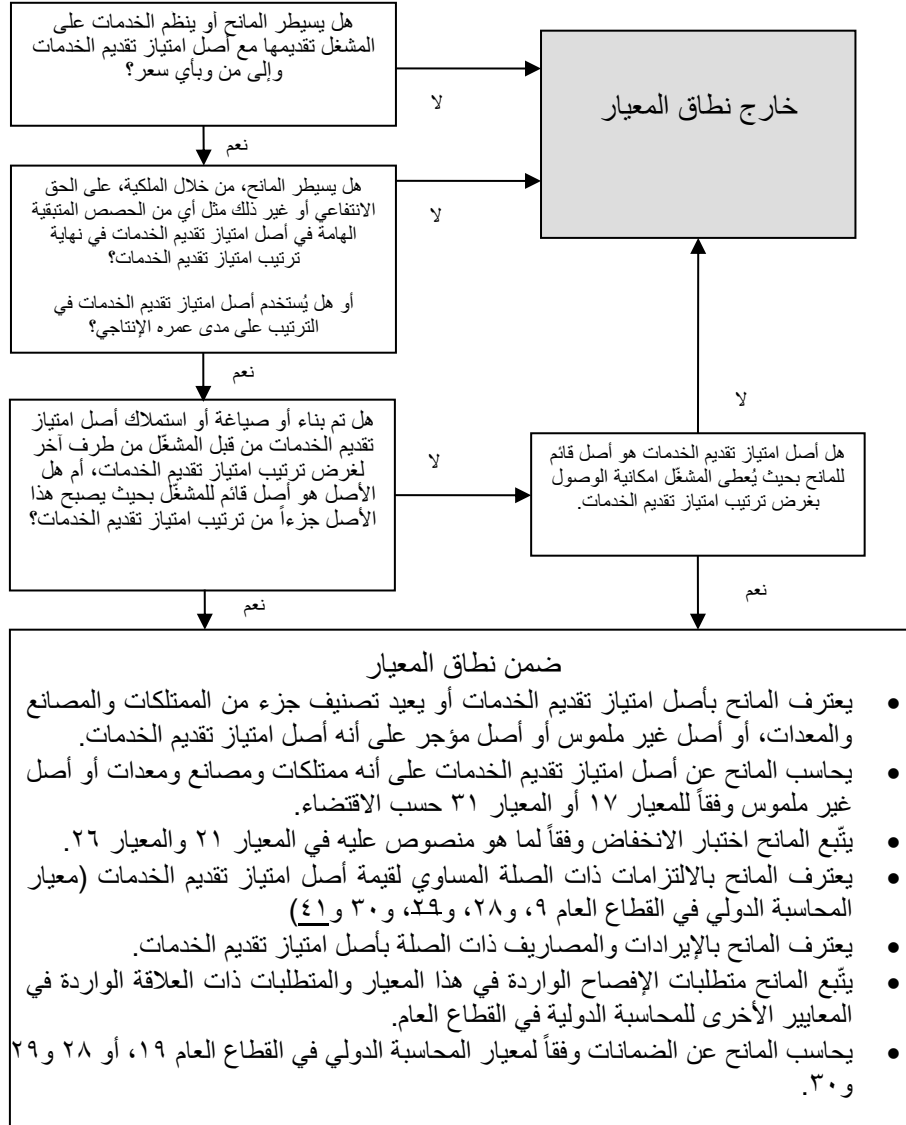 هل يسيطر المانح أو ينظم الخدمات على
المشغل تقديمها مع أصل امتياز تقديم الخدمات
وإلى من وبأي سعر؟
لا
خارج نطاق المعيار
نعم
هل يسيطر المانح، من خلال الملكية، على الحق
الانتفاعي أو غير ذلك مثل أي من الحصص المتبقية
الهامة في أصل امتياز تقديم الخدمات في نهاية
ترتيب امتياز تقديم الخدمات؟
أو هل يُستخدم أصل امتياز تقديم الخدمات في
الترتيب على مدى عمره الإنتاجي؟
لا
نعم
هل تم بناء أو صياغة أو استملاك أصل امتياز
تقديم الخدمات من قبل المشغّل من طرف آخر
لغرض ترتيب امتياز تقديم الخدمات، أم هل
الأصل هو أصل قائم للمشغّل بحيث يصبح هذا
الأصل جزءاً من ترتيب امتياز تقديم الخدمات؟
لا
لا
هل أصل امتياز تقديم الخدمات هو أصل قائم
للمانح بحيث يُعطى المشغّل امكانية الوصول
بغرض ترتيب امتياز تقديم الخدمات.
نعم
نعم
ضمن نطاق المعيار
• يعترف المانح بأصل امتياز تقديم الخدمات أو يعيد تصنيف جزء من الممتلكات والمصانع
والمعدات، أو أصل غير ملموس أو أصل مؤجر على أنه أصل امتياز تقديم الخدمات.
• يحاسب المانح عن أصل امتياز تقديم الخدمات على أنه ممتلكات ومصانع ومعدات أو أصل
غير ملموس وفقاً للمعيار ١٧ أو المعيار ٣١ حسب الاقتضاء.
• يتّبع المانح اختبار الانخفاض وفقاً لما هو منصوص عليه في المعيار ٢١ والمعيار ٢٦.
• يعترف المانح بالالتزامات ذات الصلة المساوي لقيمة أصل امتياز تقديم الخدمات (معيار
المحاسبة الدولي في القطاع العام ٩، و٢٨، و٢٩، و٣٠ و٤١)
• يعترف المانح بالإيرادات والمصاريف ذات الصلة بأصل امتياز تقديم الخدمات.
• يتّبع المانح متطلبات الإفصاح الواردة في هذا المعيار والمتطلبات ذات العلاقة الواردة في
المعايير الأخرى للمحاسبة الدولية في القطاع العام.
• يحاسب المانح عن الضمانات وفقاً لمعيار المحاسبة الدولي في القطاع العام ١٩، أو ٢٨ و٢٩
و٣٠.